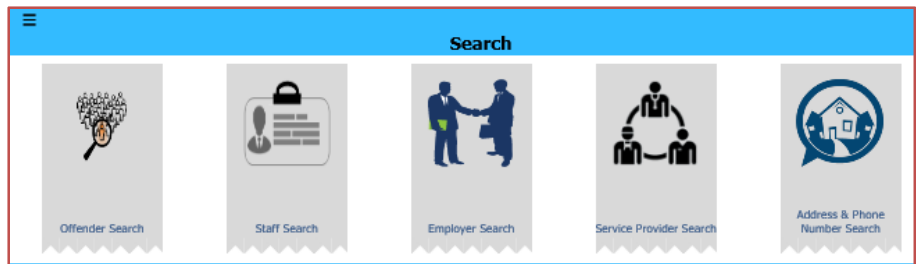 Search
Offender Search
Staff Search
Employer Search
Service Provider Search
Address & Phone
Number Search